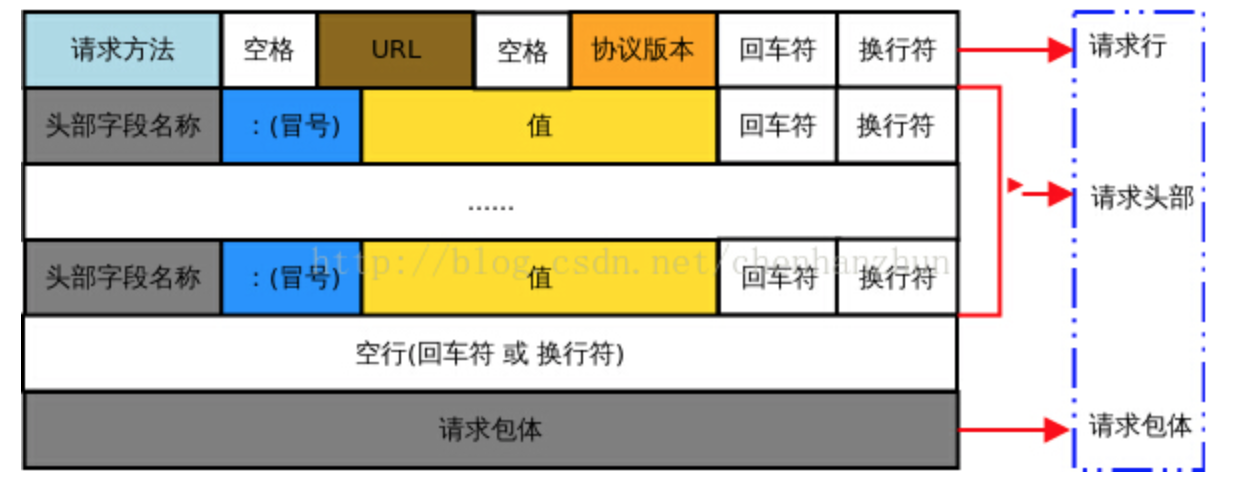 请求方法 空格 URL 空格 协议版本 回车符 换行符 请求行
头部字段名称 : (冒号) 值 回车符 换行符
...... 请求头部
http://blog.csdn.net/chenhanzhun
头部字段名称 : (冒号) 值 回车符 换行符
空行(回车符 或 换行符)
请求包体 请求包体